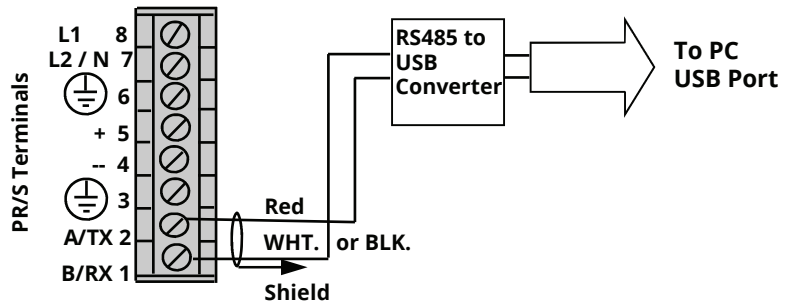 PR/S Terminals
L1 8
L2 / N 7
6
+ 5
-- 4
3
A/TX 2
B/RX 1
Red
WHT. or BLK.
Shield
RS485 to
USB
Converter
To PC
USB Port